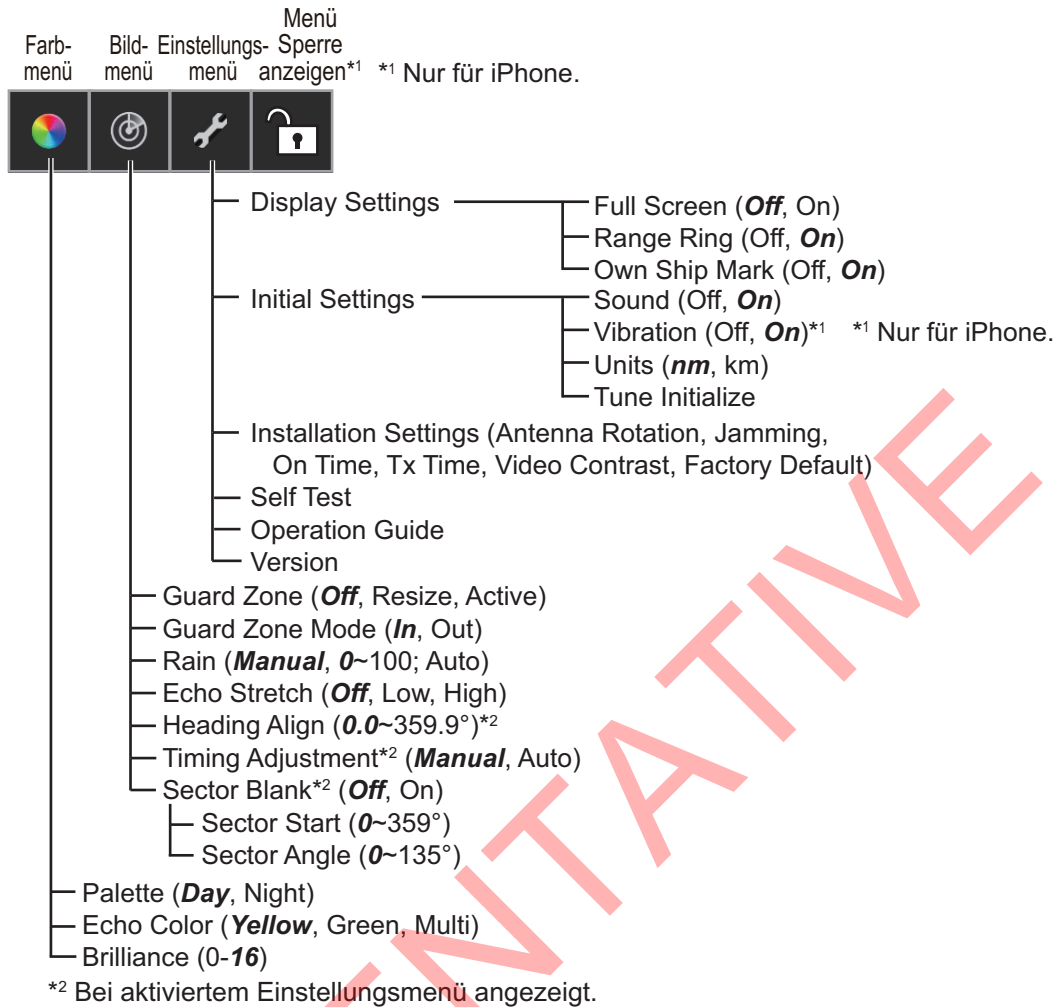 Farb-
menü
Bild-
menü
Einstellungs-
menü
Menü
Sperre
anzeigen*1
*1 Nur für iPhone.
Display Settings
Full Screen (Off, On)
Range Ring (Off, On)
Own Ship Mark (Off, On)
Initial Settings
Sound (Off, On)
Vibration (Off, On)*1 *1 Nur für iPhone.
Units (nm, km)
Tune Initialize
Installation Settings (Antenna Rotation, Jamming,
On Time, Tx Time, Video Contrast, Factory Default)
Self Test
Operation Guide
Version
Guard Zone (Off, Resize, Active)
Guard Zone Mode (In, Out)
Rain (Manual, 0~100; Auto)
Echo Stretch (Off, Low, High)
Heading Align (0.0~359.9°)*2
Timing Adjustment*2 (Manual, Auto)
Sector Blank*2 (Off, On)
Sector Start (0~359°)
Sector Angle (0~135°)
Palette (Day, Night)
Echo Color (Yellow, Green, Multi)
Brilliance (0-16)
*2 Bei aktiviertem Einstellungsmenü angezeigt.
ENTATIVE